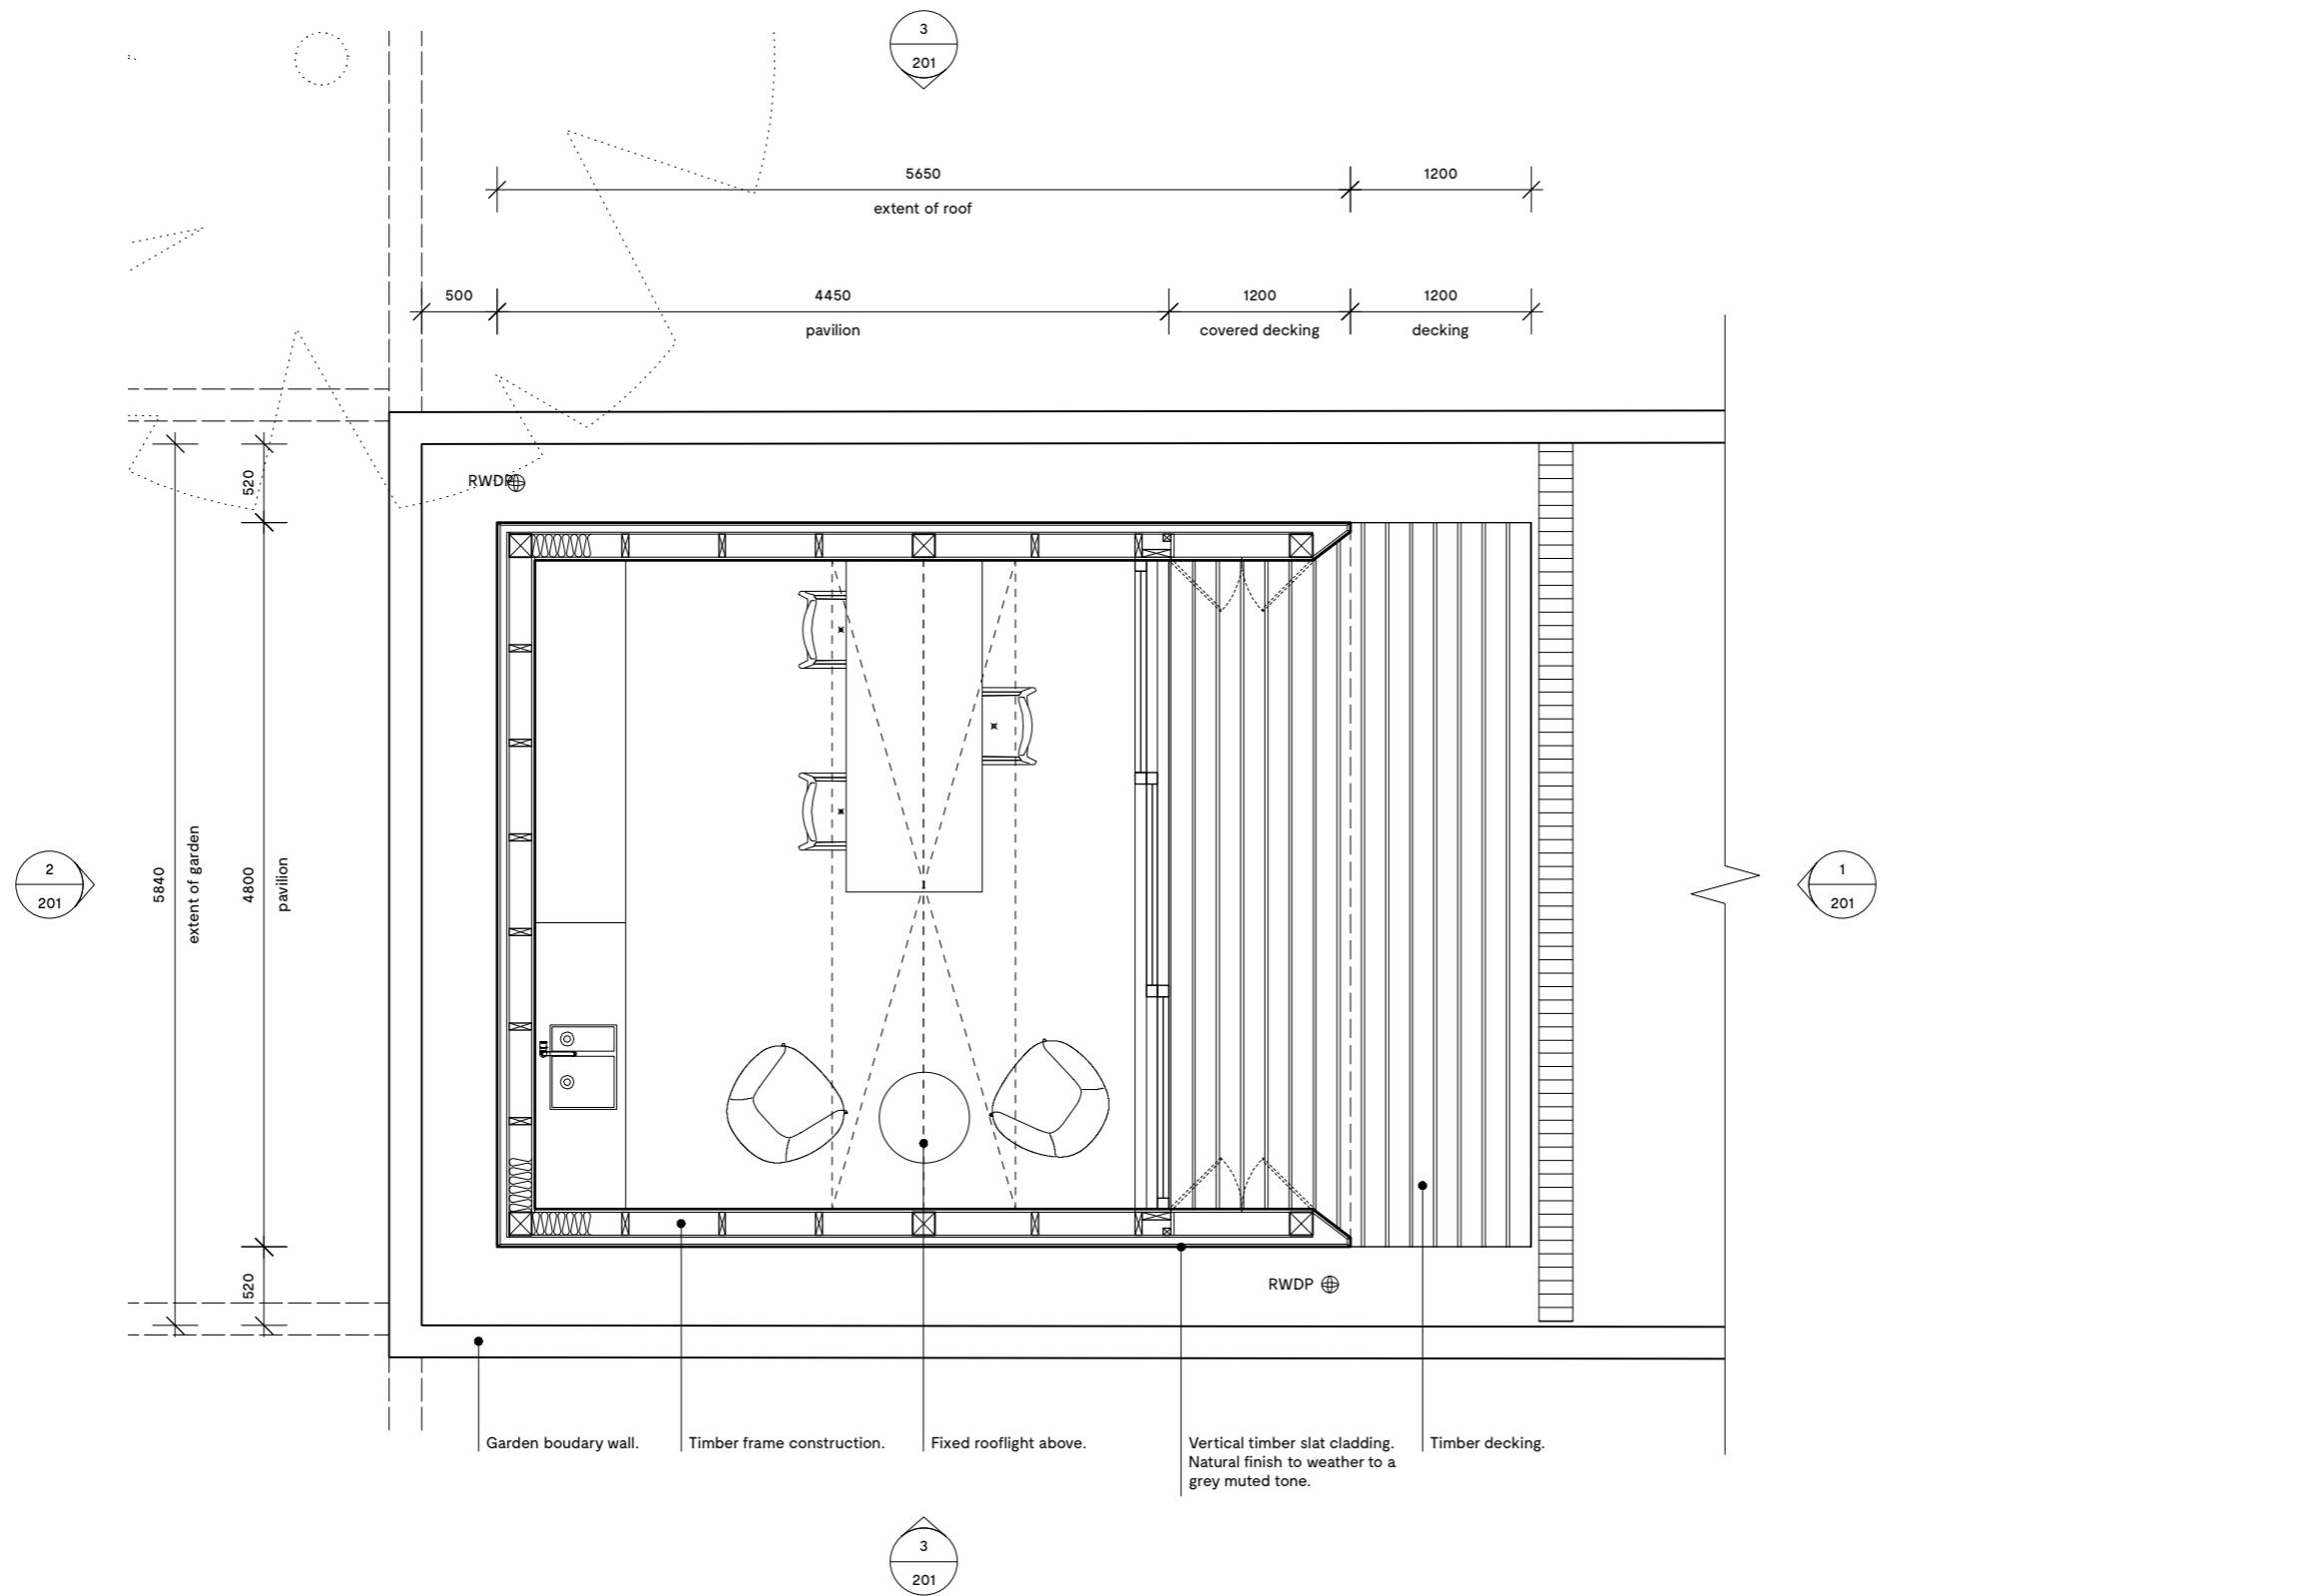 3
201
5650
1200
extent of roof
500
4450
1200
1200
pavilion
covered decking
decking
520
RWDP
5840
extent of garden
4800
pavilion
2
201
1
201
520
RWDP
Garden boudary wall.
Timber frame construction.
Fixed rooflight above.
Vertical timber slat cladding.
Natural finish to weather to a
grey muted tone.
Timber decking.
3
201